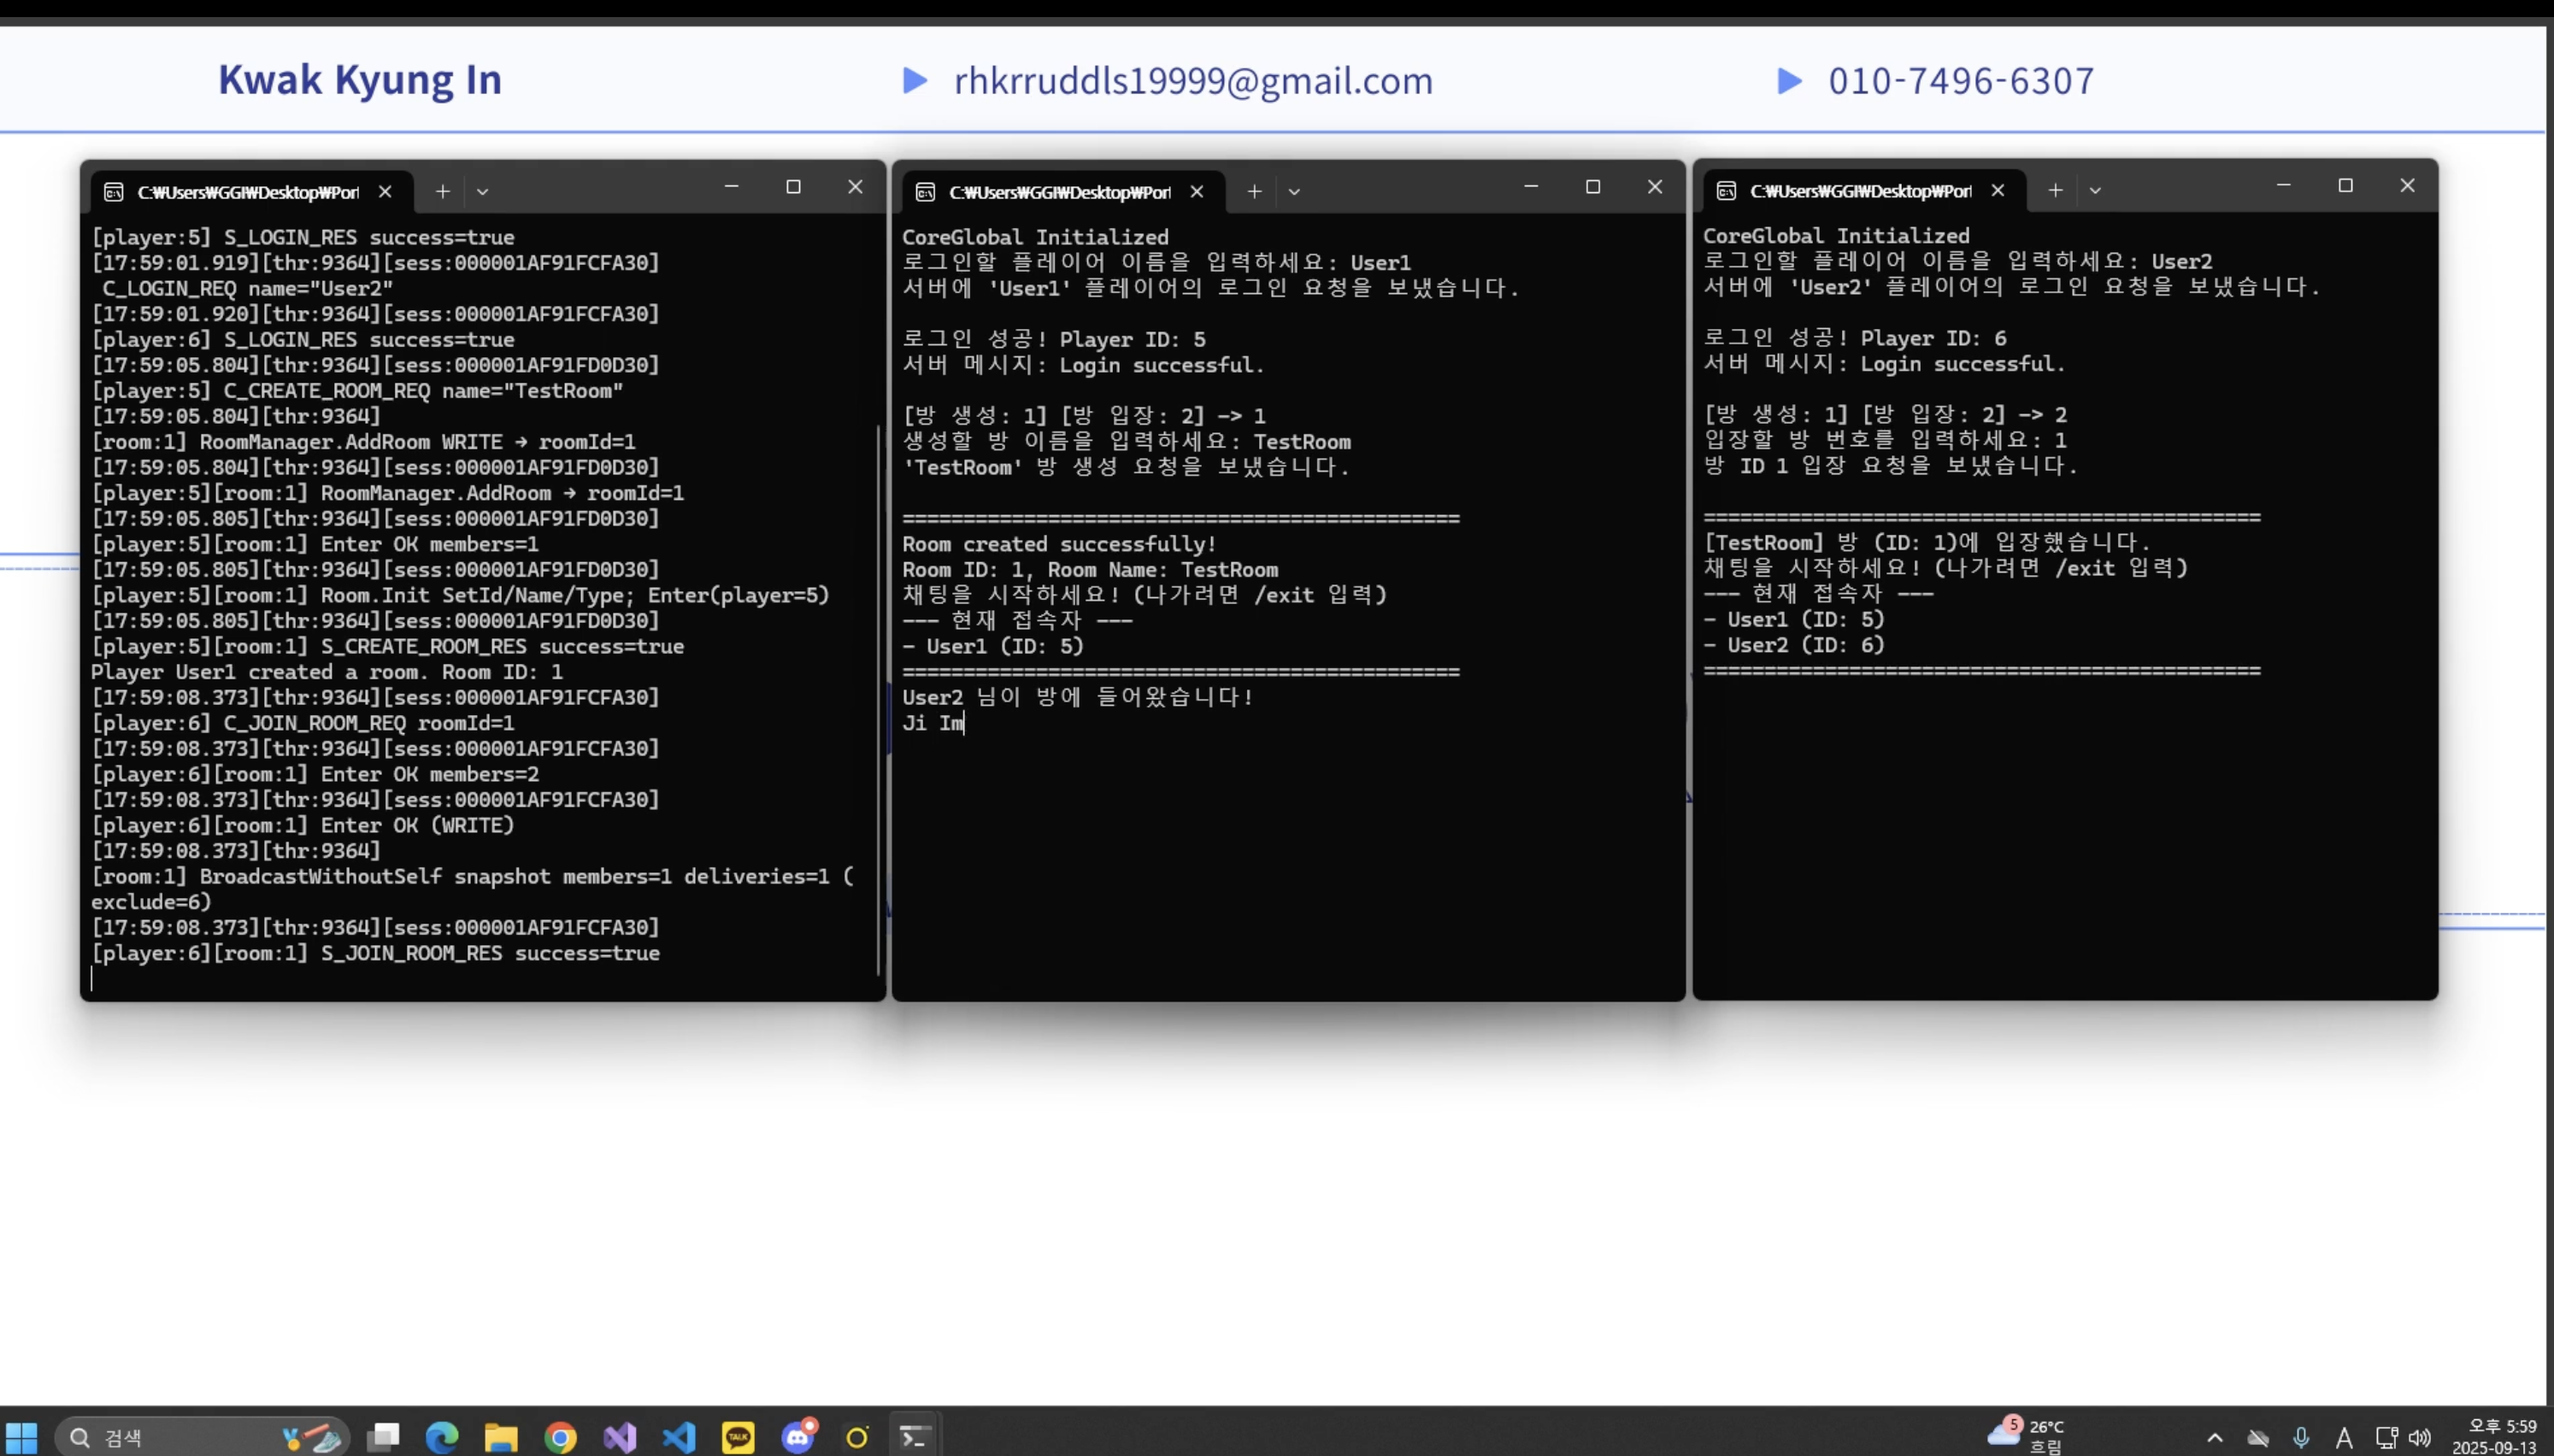 Kwak Kyung In
▶ rhkrruddls19999@gmail.com
▶ 010-7496-6307
C:₩Users₩GGI₩Desktop₩Port
[player:5] S_LOGIN_RES success=true
[17:59:01.919][thr:9364][sess:000001AF91FCFA30]
C_LOGIN_REQ name="User2"
[17:59:01.920][thr:9364][sess:000001AF91FCFA30]
[player:6] S_LOGIN_RES success=true
[17:59:05.804][thr:9364][sess:000001AF91FD0D30]
[player:5] C_CREATE_ROOM_REQ name="TestRoom"
[17:59:05.804][thr:9364]
[room:1] RoomManager.AddRoom WRITE → roomId=1
[17:59:05.804][thr:9364][sess:000001AF91FD0D30]
[player:5][room:1] RoomManager.AddRoom → roomId=1
[17:59:05.805][thr:9364][sess:000001AF91FD0D30]
[player:5][room:1] Enter OK members=1
[17:59:05.805][thr:9364][sess:000001AF91FD0D30]
[player:5][room:1] Room.Init SetId/Name/Type; Enter(player=5)
[17:59:05.805][thr:9364][sess:000001AF91FD0D30]
[player:5][room:1] S_CREATE_ROOM_RES success=true
Player User1 created a room. Room ID: 1
[17:59:08.373][thr:9364][sess:000001AF91FCFA30]
[player:6] C_JOIN_ROOM_REQ roomId=1
[17:59:08.373][thr:9364][sess:000001AF91FCFA30]
[player:6][room:1] Enter OK members=2
[17:59:08.373][thr:9364][sess:000001AF91FCFA30]
[player:6][room:1] Enter OK (WRITE)
[17:59:08.373][thr:9364]
[room:1] BroadcastWithoutSelf snapshot members=1 deliveries=1 (
exclude=6)
[17:59:08.373][thr:9364][sess:000001AF91FCFA30]
[player:6][room:1] S_JOIN_ROOM_RES success=true
C:₩Users₩GGI₩Desktop₩Port
CoreGlobal Initialized
로그인할 플레이어 이름을 입력하세요: User1
서버에 'User1' 플레이어의 로그인 요청을 보냈습니다.
로그인 성공! Player ID: 5
서버 메시지: Login successful.
[방 생성: 1] [방 입장: 2] -> 1
생성할 방 이름을 입력하세요: TestRoom
'TestRoom' 방 생성 요청을 보냈습니다.
==============================================
Room created successfully!
Room ID: 1, Room Name: TestRoom
채팅을 시작하세요! (나가려면 /exit 입력)
--- 현재 접속자 ---
- User1 (ID: 5)
==============================================
User2 님이 방에 들어왔습니다!
Ji Im
C:₩Users₩GGI₩Desktop₩Port
CoreGlobal Initialized
로그인할 플레이어 이름을 입력하세요: User2
서버에 'User2' 플레이어의 로그인 요청을 보냈습니다.
로그인 성공! Player ID: 6
서버 메시지: Login successful.
[방 생성: 1] [방 입장: 2] -> 2
입장할 방 번호를 입력하세요: 1
방 ID 1 입장 요청을 보냈습니다.
==============================================
[TestRoom] 방 (ID: 1)에 입장했습니다.
채팅을 시작하세요! (나가려면 /exit 입력)
--- 현재 접속자 ---
- User1 (ID: 5)
- User2 (ID: 6)
==============================================
검색
TALK
5
26°C
흐림
A
오후 5:59
2025-09-13